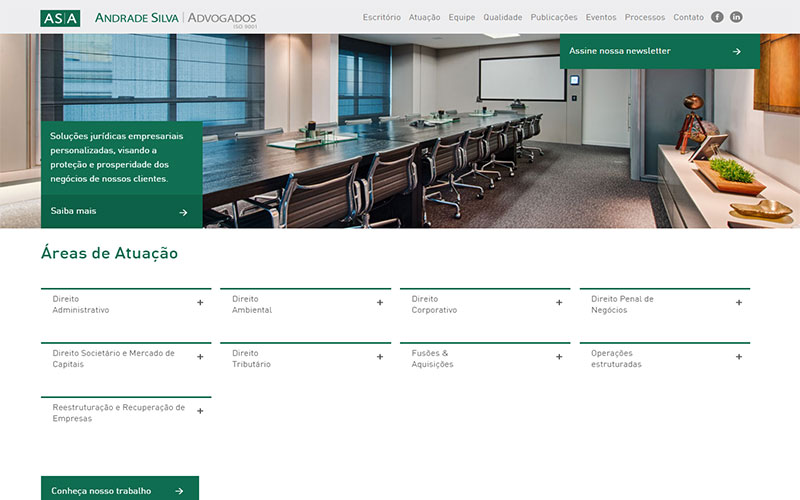 AS|A ANDRADE SILVA | ADVOGADOS
ISO 9001
Escritório Atuação Equipe Qualidade Publicações Eventos Processos Contato f in
Assine nossa newsletter
Soluções jurídicas empresariais
personalizadas, visando a
proteção e prosperidade dos
negócios de nossos clientes.
Saiba mais
Áreas de Atuação
Direito
Administrativo
Direito
Ambiental
Direito
Corporativo
Direito Penal de
Negócios
Direito Societário e Mercado de
Capitais
Direito
Tributário
Fusões &
Aquisições
Operações
estruturadas
Reestruturação e Recuperação de
Empresas
Conheça nosso trabalho